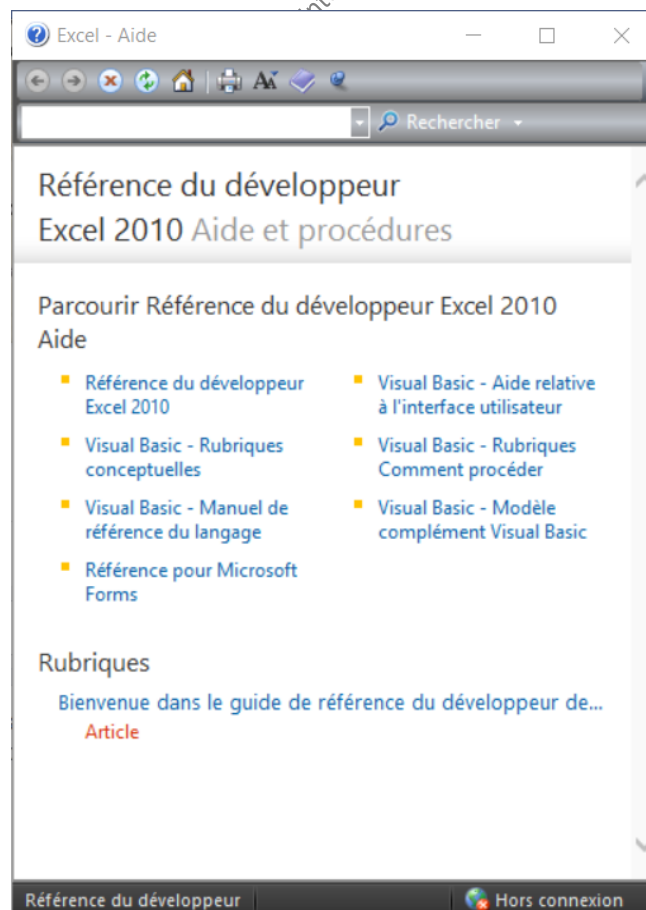 Excel - Aide
Rechercher
Référence du développeur
Excel 2010 Aide et procédures
Parcourir Référence du développeur Excel 2010
Aide
Référence du développeur
Excel 2010
Visual Basic - Aide relative
à l'interface utilisateur
Visual Basic - Rubriques
conceptuelles
Visual Basic - Rubriques
Comment procéder
Visual Basic - Manuel de
référence du langage
Visual Basic - Modèle
complément Visual Basic
Référence pour Microsoft
Forms
Rubriques
Bienvenue dans le guide de référence du développeur de...
Article
Référence du développeur
Hors connexion